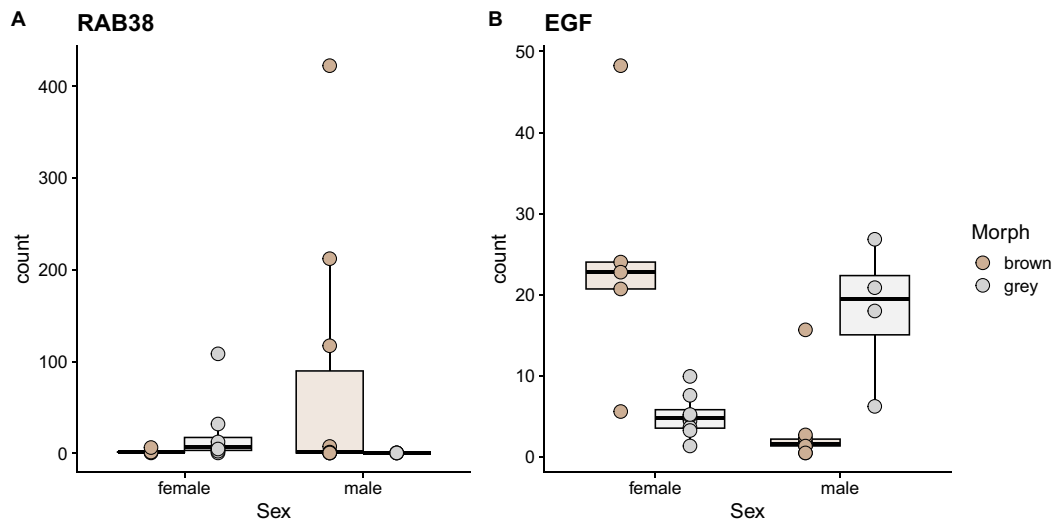 A RAB38
count
400
300
200
100
0
female male
Sex
B EGF
count
50
40
30
20
10
0
female male
Sex
Morph
brown
grey